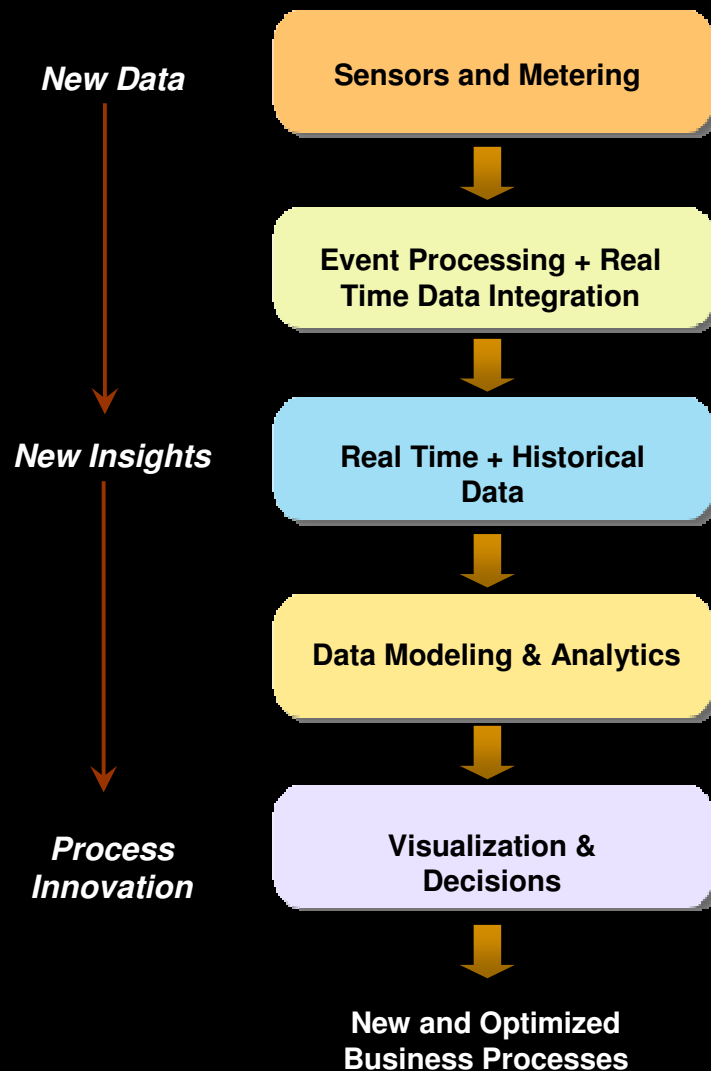 New Data
Sensors and Metering
Event Processing + Real
Time Data Integration
New Insights
Real Time + Historical
Data
Data Modeling & Analytics
Process
Innovation
Visualization &
Decisions
New and Optimized
Business Processes